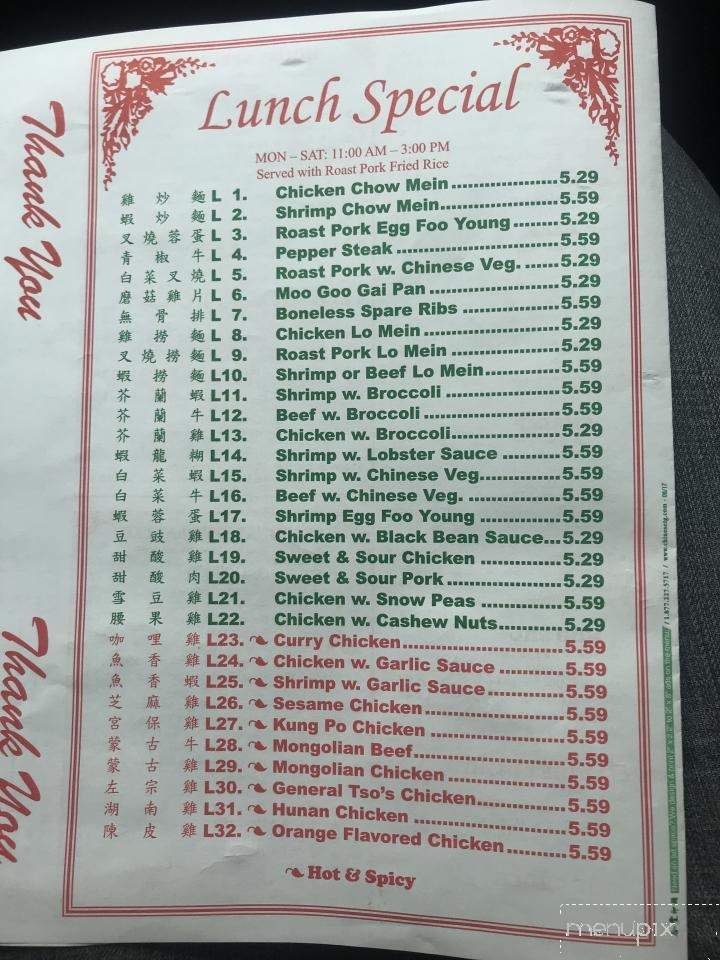 Thank You
Thank You
Lunch Special
MON – SAT: 11:00 AM – 3:00 PM
Served with Roast Pork Fried Rice
雞炒麵 L 1. Chicken Chow Mein 5.29
蝦炒麵 L 2. Shrimp Chow Mein 5.59
叉燒蓉蛋 L 3. Roast Pork Egg Foo Young 5.29
青椒牛 L 4. Pepper Steak 5.59
白菜叉燒 L 5. Roast Pork w. Chinese Veg. 5.29
磨菇雞片 L 6. Moo Goo Gai Pan 5.29
無骨排 L 7. Boneless Spare Ribs 5.59
雞撈麵 L 8. Chicken Lo Mein 5.29
叉燒撈麵 L 9. Roast Pork Lo Mein 5.29
蝦撈麵 L10. Shrimp or Beef Lo Mein 5.59
芥蘭蝦 L11. Shrimp w. Broccoli 5.59
芥蘭牛 L12. Beef w. Broccoli 5.59
芥蘭雞 L13. Chicken w. Broccoli 5.29
蝦龍糊 L14. Shrimp w. Lobster Sauce 5.59
白菜蝦 L15. Shrimp w. Chinese Veg. 5.59
白菜牛 L16. Beef w. Chinese Veg. 5.59
蝦蓉蛋 L17. Shrimp Egg Foo Young 5.59
豆豉雞 L18. Chicken w. Black Bean Sauce 5.29
甜酸雞 L19. Sweet & Sour Chicken 5.29
甜酸肉 L20. Sweet & Sour Pork 5.29
雪豆雞 L21. Chicken w. Snow Peas 5.59
腰果雞 L22. Chicken w. Cashew Nuts 5.29
咖哩雞 L23. Curry Chicken 5.59
魚香雞 L24. Chicken w. Garlic Sauce 5.59
魚香蝦 L25. Shrimp w. Garlic Sauce 5.59
芝麻雞 L26. Sesame Chicken 5.59
宮保雞 L27. Kung Po Chicken 5.59
蒙古牛 L28. Mongolian Beef 5.59
蒙古雞 L29. Mongolian Chicken 5.59
左宗雞 L30. General Tso's Chicken 5.59
湖南雞 L31. Hunan Chicken 5.59
陳皮雞 L32. Orange Flavored Chicken 5.59
Hot & Spicy
menupix